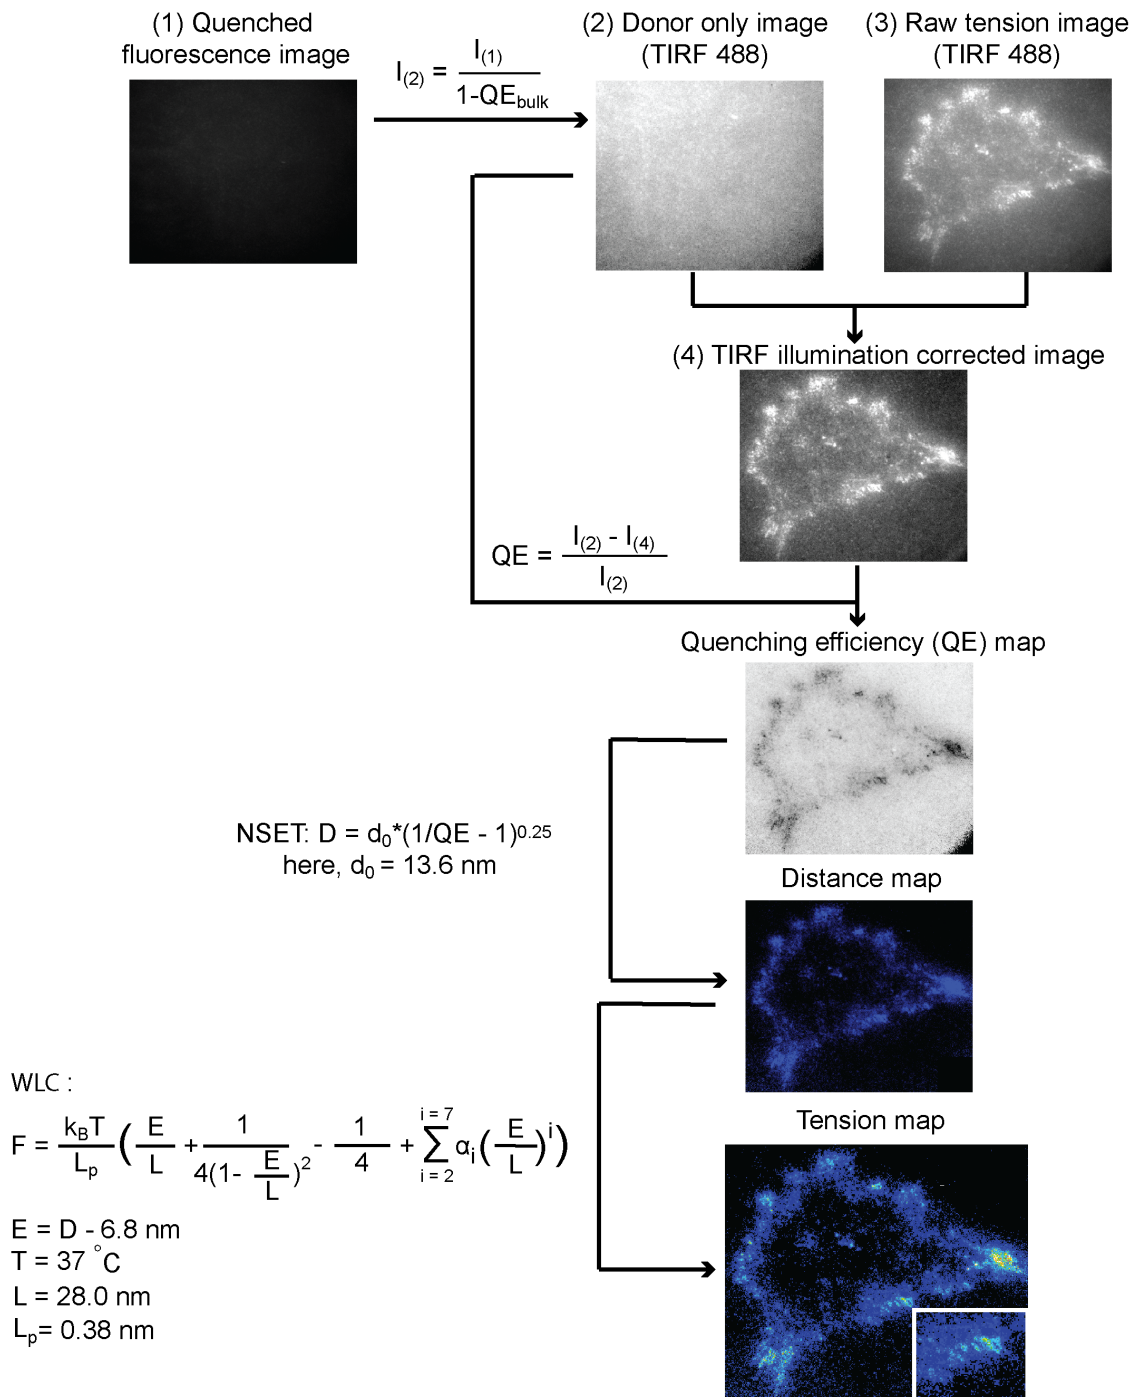 (1) Quenched
fluorescence image
I(1)
I(2) =
1-QEbulk
(2) Donor only image
(TIRF 488)
(3) Raw tension image
(TIRF 488)
(4) TIRF illumination corrected image
QE = I(2) - I(4)
I(2)
Quenching efficiency (QE) map
NSET: D = d0*(1/QE - 1)0.25
here, d0 = 13.6 nm
Distance map
Tension map
WLC :
F = kBT/Lp ( E/L + 1/4(1- E/L)2 - 1/4 + i = 7 ∑ i = 2 αi ( E/L )i )
E = D - 6.8 nm
T = 37 °C
L = 28.0 nm
Lp= 0.38 nm